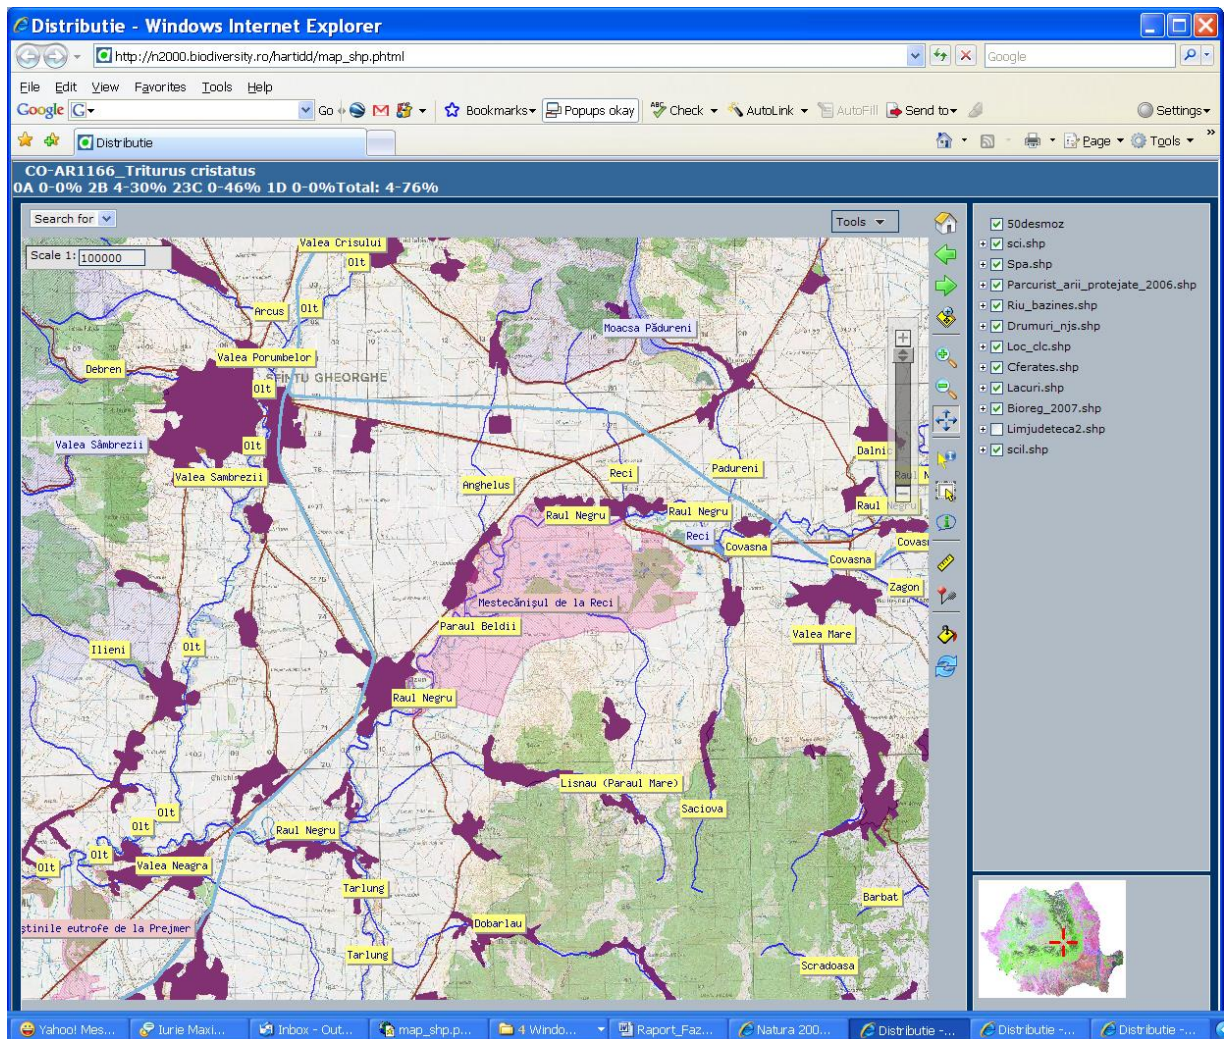 Distributie - Windows Internet Explorer
http://n2000.biodiversity.ro/hartidd/map_shp.phtml
Google
File Edit View Favorites Tools Help
Google G Go Bookmarks Popups okay Check AutoLink AutoFill Send to Settings
Distributie Page Tools
CO-AR1166_Triturus cristatus
0A 0-0% 2B 4-30% 23C 0-46% 1D 0-0%Total: 4-76%
Search for Tools
Scale 1: 100000
50desmoz
sci.shp
Spa.shp
Parcurist_arii_protejate_2006.shp
Riu_bazines.shp
Drumuri_njs.shp
Loc_clc.shp
Cferates.shp
Lacuri.shp
Bioreg_2007.shp
Limjudeteca2.shp
scil.shp
Valea Crisului
Olt
Arcus Olt
Moacsa Pădureni
Valea Porumbelor
Debren
SFINTU GHEORGHE
Olt
Valea Sâmbrezii Olt
Dalnic
Valea Sambrezii
Reci Padureni
Anghelus
Raul Negru Raul Negru Raul
Reci Covasna
Covasna
Zagon
Mestecănișul de la Reci
Paraul Beldii
Valea Mare
Ilieni Olt
Raul Negru
Lisnau (Paraul Mare)
Saciova
Olt
Olt
Raul Negru
Olt
Olt Valea Neagra
Tarlung
Barbat
știnile eutrofe de la Prejmer
Dobarlau
Tarlung
Scradoasa
Yahoo! Mes... Iurie Maxi... Inbox - Out... map_shp.p... 4 Windo... Raport_Faz... Natura 200... Distributie -... Distributie -... Distributie -...